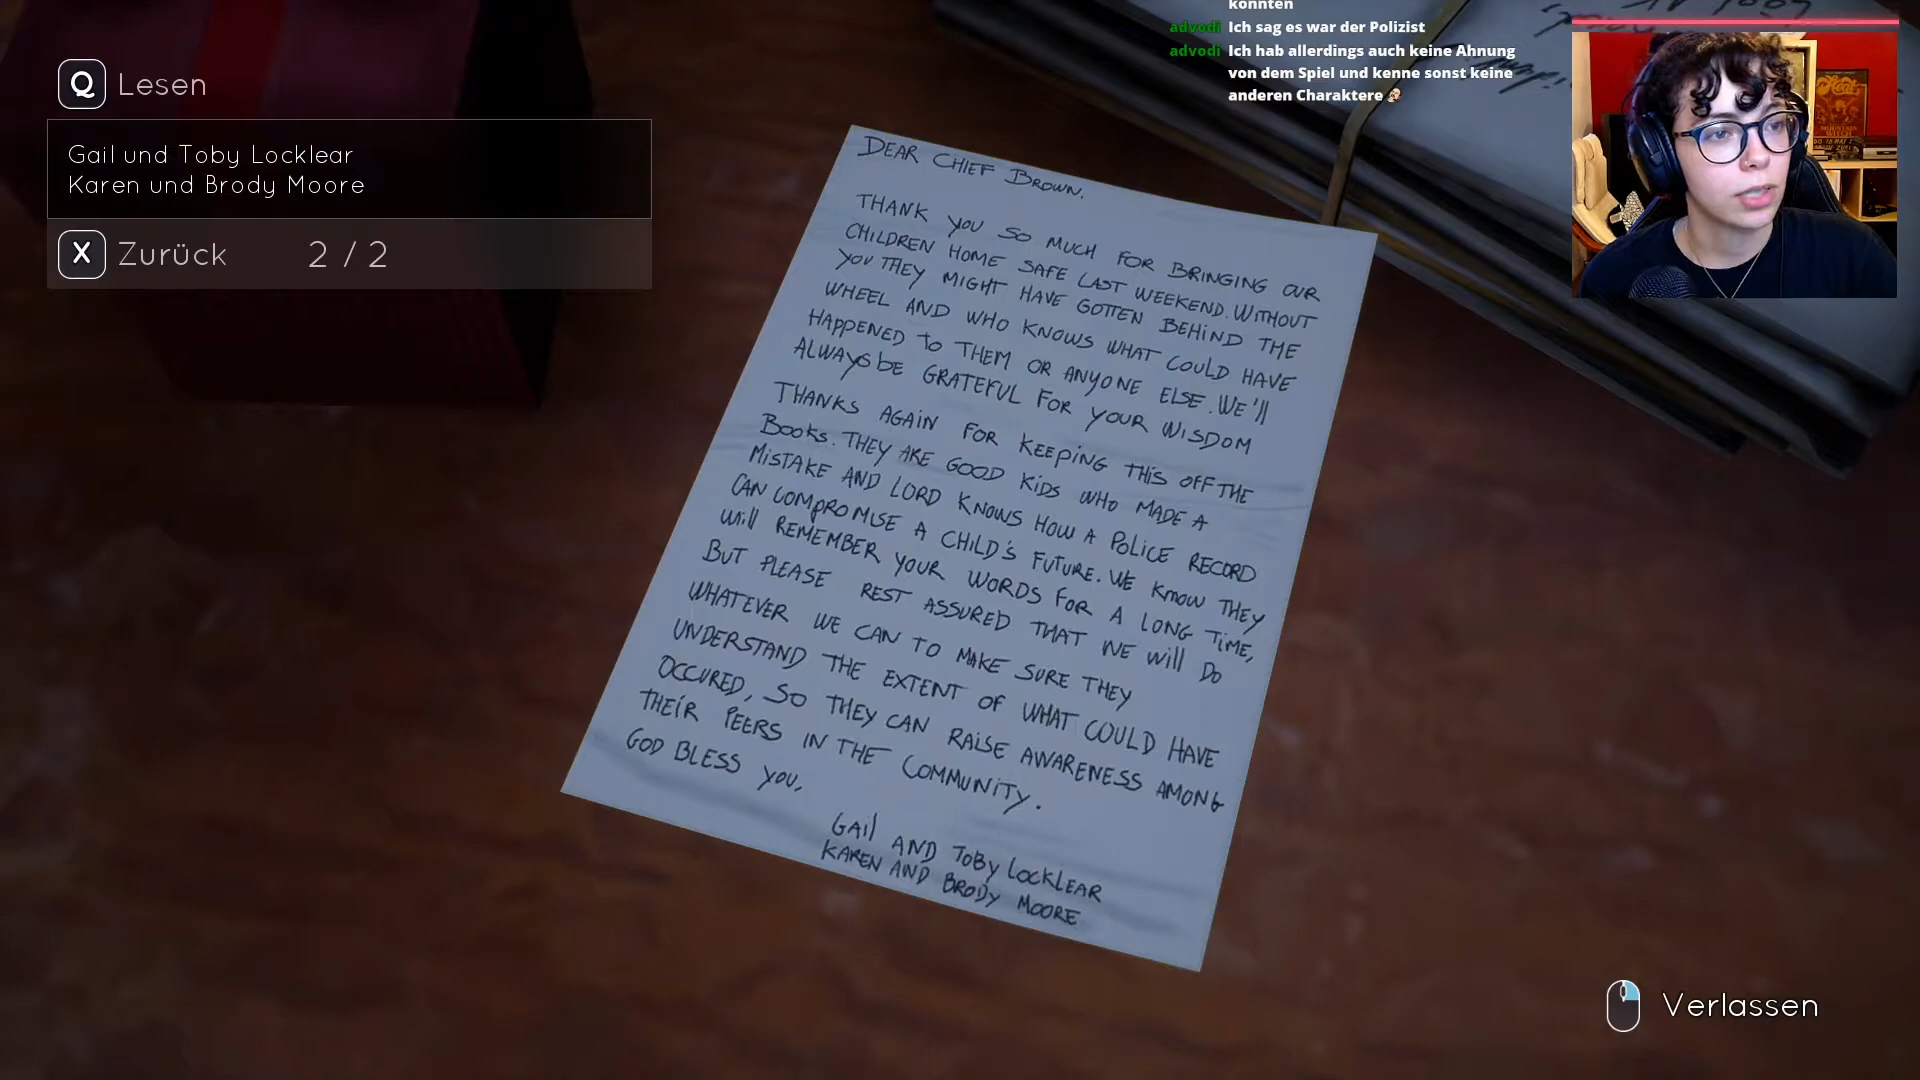 Q Lesen
Gail und Toby Locklear
Karen und Brody Moore
X Zurück 2 / 2
konnten
advodi Ich sag es war der Polizist
advodi Ich hab allerdings auch keine Ahnung
von dem Spiel und kenne sonst keine
anderen Charaktere
DEAR CHIEF BROWN.
THANK YOU SO MUCH FOR BRINGING OUR
CHILDREN HOME SAFE LAST WEEKEND. WITHOUT
YOU THEY MIGHT HAVE GOTTEN BEHIND THE
WHEEL AND WHO KNOWS WHAT COULD HAVE
HAPPENED TO THEM OR ANYONE ELSE. WE'll
ALWAYS BE GRATEFUL FOR YOUR WISDOM
THANKS AGAIN FOR KEEPING THIS OFF THE
BOOKS. THEY ARE GOOD KIDS WHO MADE A
MISTAKE AND LORD KNOWS HOW A POLICE RECORD
CAN COMPROMISE A CHILD'S FUTURE. WE KNOW THEY
Will REMEMBER YOUR WORDS FOR A LONG TIME,
BUT PLEASE REST ASSURED THAT WE Will DO
WHATEVER WE CAN TO MAKE SURE THEY
UNDERSTAND THE EXTENT OF WHAT COULD HAVE
OCCURED, SO THEY CAN RAISE AWARENESS AMONG
THEIR PEERS IN THE COMMUNITY.
GOD BLESS YOU,
GAIl AND TOBY LOCKLEAR
KAREN AND BRODY MOORE
Verlassen